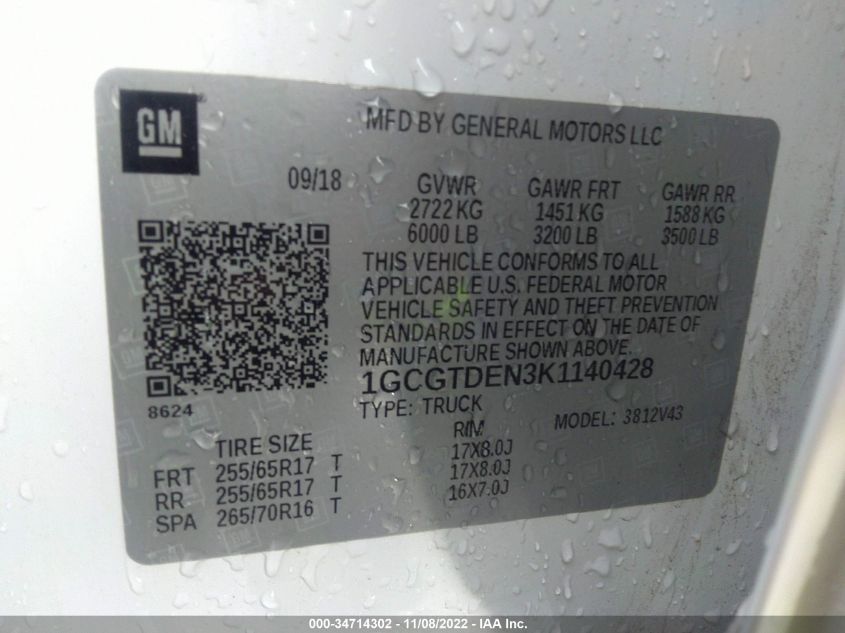 GM
MFD BY GENERAL MOTORS LLC
09/18
GVWR GAWR FRT GAWR RR
2722 KG 1451 KG 1588 KG
6000 LB 3200 LB 3500 LB
THIS VEHICLE CONFORMS TO ALL
APPLICABLE U.S. FEDERAL MOTOR
VEHICLE SAFETY AND THEFT PREVENTION
STANDARDS IN EFFECT ON THE DATE OF
MANUFACTURE SHOWN ABOVE.
1GCGTDEN3K1140428
8624
TYPE: TRUCK MODEL: 3812V43
TIRE SIZE RIM
FRT 255/65R17 T 17X8.0J
RR 255/65R17 T 17X8.0J
SPA 265/70R16 T 16X7.0J
000-34714302 - 11/08/2022 - IAA Inc.